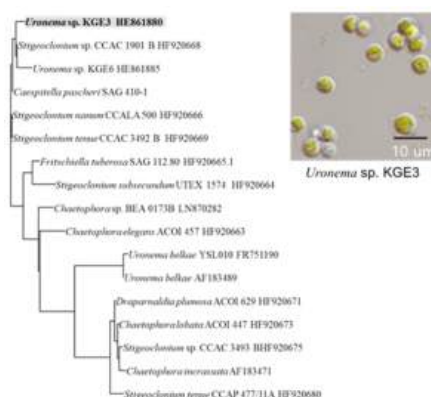 Uronema sp. KGE3 HE861880
Stigeoclonium sp. CCAC 1901 B HF920668
Uronema sp. KGE6 HE861885
Caespitella pascheri SAG 410-1
Stigeoclonium nanum CCALA 500 HF920666
Stigeoclonium tenue CCAC 3492 B HF920669
Fritschiella tuberosa SAG 112.80 HF920665.1
Stigeoclonium subsecundum UTEX 1574 HF920664
Chaetophora sp. BEA 0173B LN870282
Chaetophora elegans ACOI 457 HF920663
Uronema belkae YSL010 FR751190
Uronema belkae AF183489
Draparnaldia plumosa ACOI 629 HF920671
Chaetophora lobata ACOI 447 HF920673
Stigeoclonium sp. CCAC 3493 BHF920675
Chaetophora incrassata AF183471
Stigeoclonium tenue CCAP 477/11A HF920680
10 um
Uronema sp. KGE3